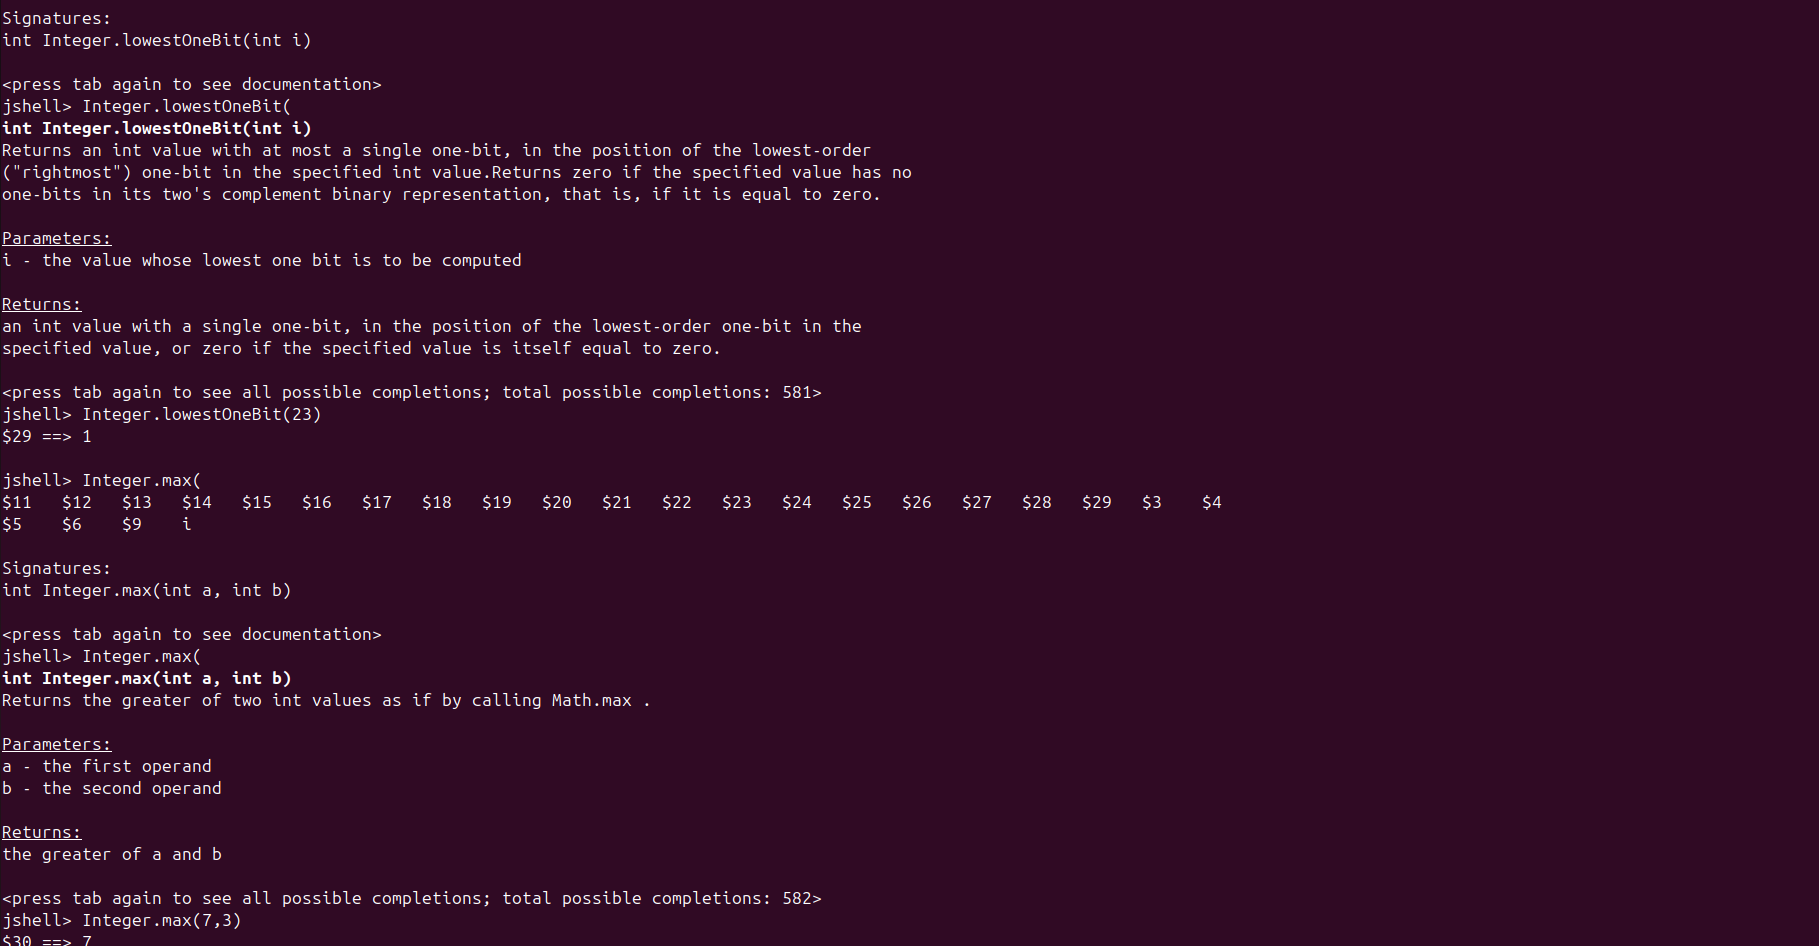 Signatures:
int Integer.lowestOneBit(int i)
<press tab again to see documentation>
jshell> Integer.lowestOneBit(
int Integer.lowestOneBit(int i)
Returns an int value with at most a single one-bit, in the position of the lowest-order
("rightmost") one-bit in the specified int value.Returns zero if the specified value has no
one-bits in its two's complement binary representation, that is, if it is equal to zero.
Parameters:
i - the value whose lowest one bit is to be computed
Returns:
an int value with a single one-bit, in the position of the lowest-order one-bit in the
specified value, or zero if the specified value is itself equal to zero.
<press tab again to see all possible completions; total possible completions: 581>
jshell> Integer.lowestOneBit(23)
$29 ==> 1
jshell> Integer.max(
$11   $12   $13   $14   $15   $16   $17   $18   $19   $20   $21   $22   $23   $24   $25   $26   $27   $28   $29   $3    $4
$5    $6    $9    i
Signatures:
int Integer.max(int a, int b)
<press tab again to see documentation>
jshell> Integer.max(
int Integer.max(int a, int b)
Returns the greater of two int values as if by calling Math.max .
Parameters:
a - the first operand
b - the second operand
Returns:
the greater of a and b
<press tab again to see all possible completions; total possible completions: 582>
jshell> Integer.max(7,3)
$30 ==> 7